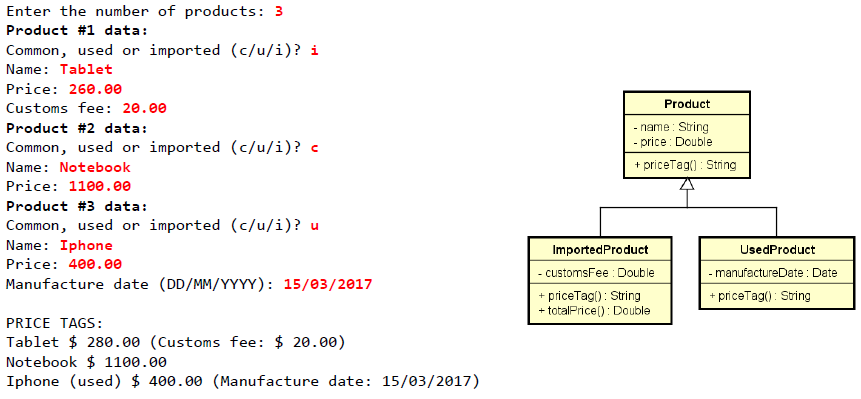 Enter the number of products: 3
Product #1 data:
Common, used or imported (c/u/i)? i
Name: Tablet
Price: 260.00
Customs fee: 20.00
Product #2 data:
Common, used or imported (c/u/i)? c
Name: Notebook
Price: 1100.00
Product #3 data:
Common, used or imported (c/u/i)? u
Name: Iphone
Price: 400.00
Manufacture date (DD/MM/YYYY): 15/03/2017
PRICE TAGS:
Tablet $ 280.00 (Customs fee: $ 20.00)
Notebook $ 1100.00
Iphone (used) $ 400.00 (Manufacture date: 15/03/2017)
Product
- name : String
- price : Double
+ priceTag() : String
ImportedProduct
- customsFee : Double
+ priceTag() : String
+ totalPrice() : Double
UsedProduct
- manufactureDate : Date
+ priceTag() : String